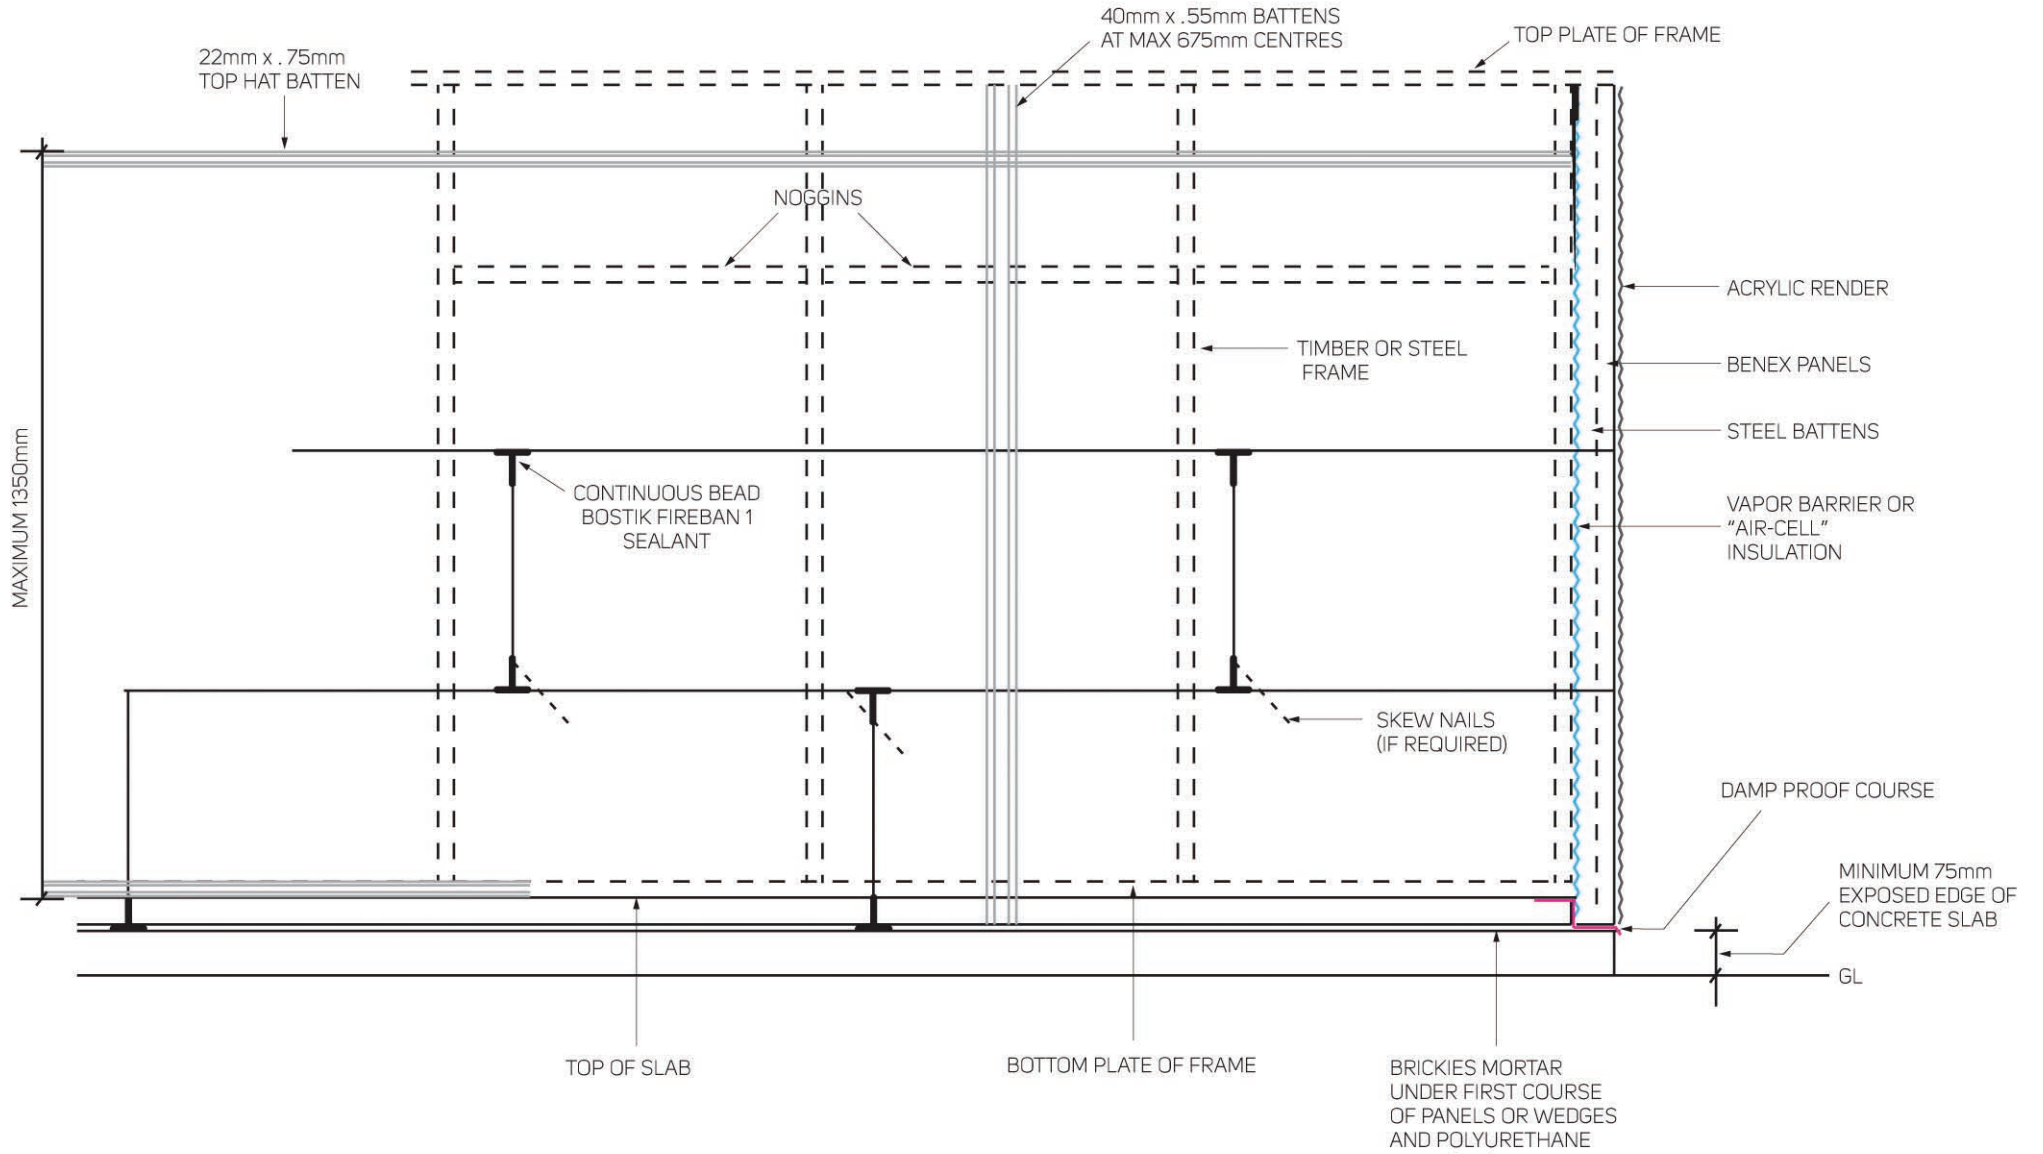 40mm x .55mm BATTENS
AT MAX 675mm CENTRES
TOP PLATE OF FRAME
22mm x .75mm
TOP HAT BATTEN
NOGGINS
ACRYLIC RENDER
TIMBER OR STEEL
FRAME
BENEX PANELS
STEEL BATTENS
CONTINUOUS BEAD
BOSTIK FIREBAN 1
SEALANT
VAPOR BARRIER OR
“AIR-CELL”
INSULATION
MAXIMUM 1350mm
SKEW NAILS
(IF REQUIRED)
DAMP PROOF COURSE
MINIMUM 75mm
EXPOSED EDGE OF
CONCRETE SLAB
GL
TOP OF SLAB
BOTTOM PLATE OF FRAME
BRICKIES MORTAR
UNDER FIRST COURSE
OF PANELS OR WEDGES
AND POLYURETHANE